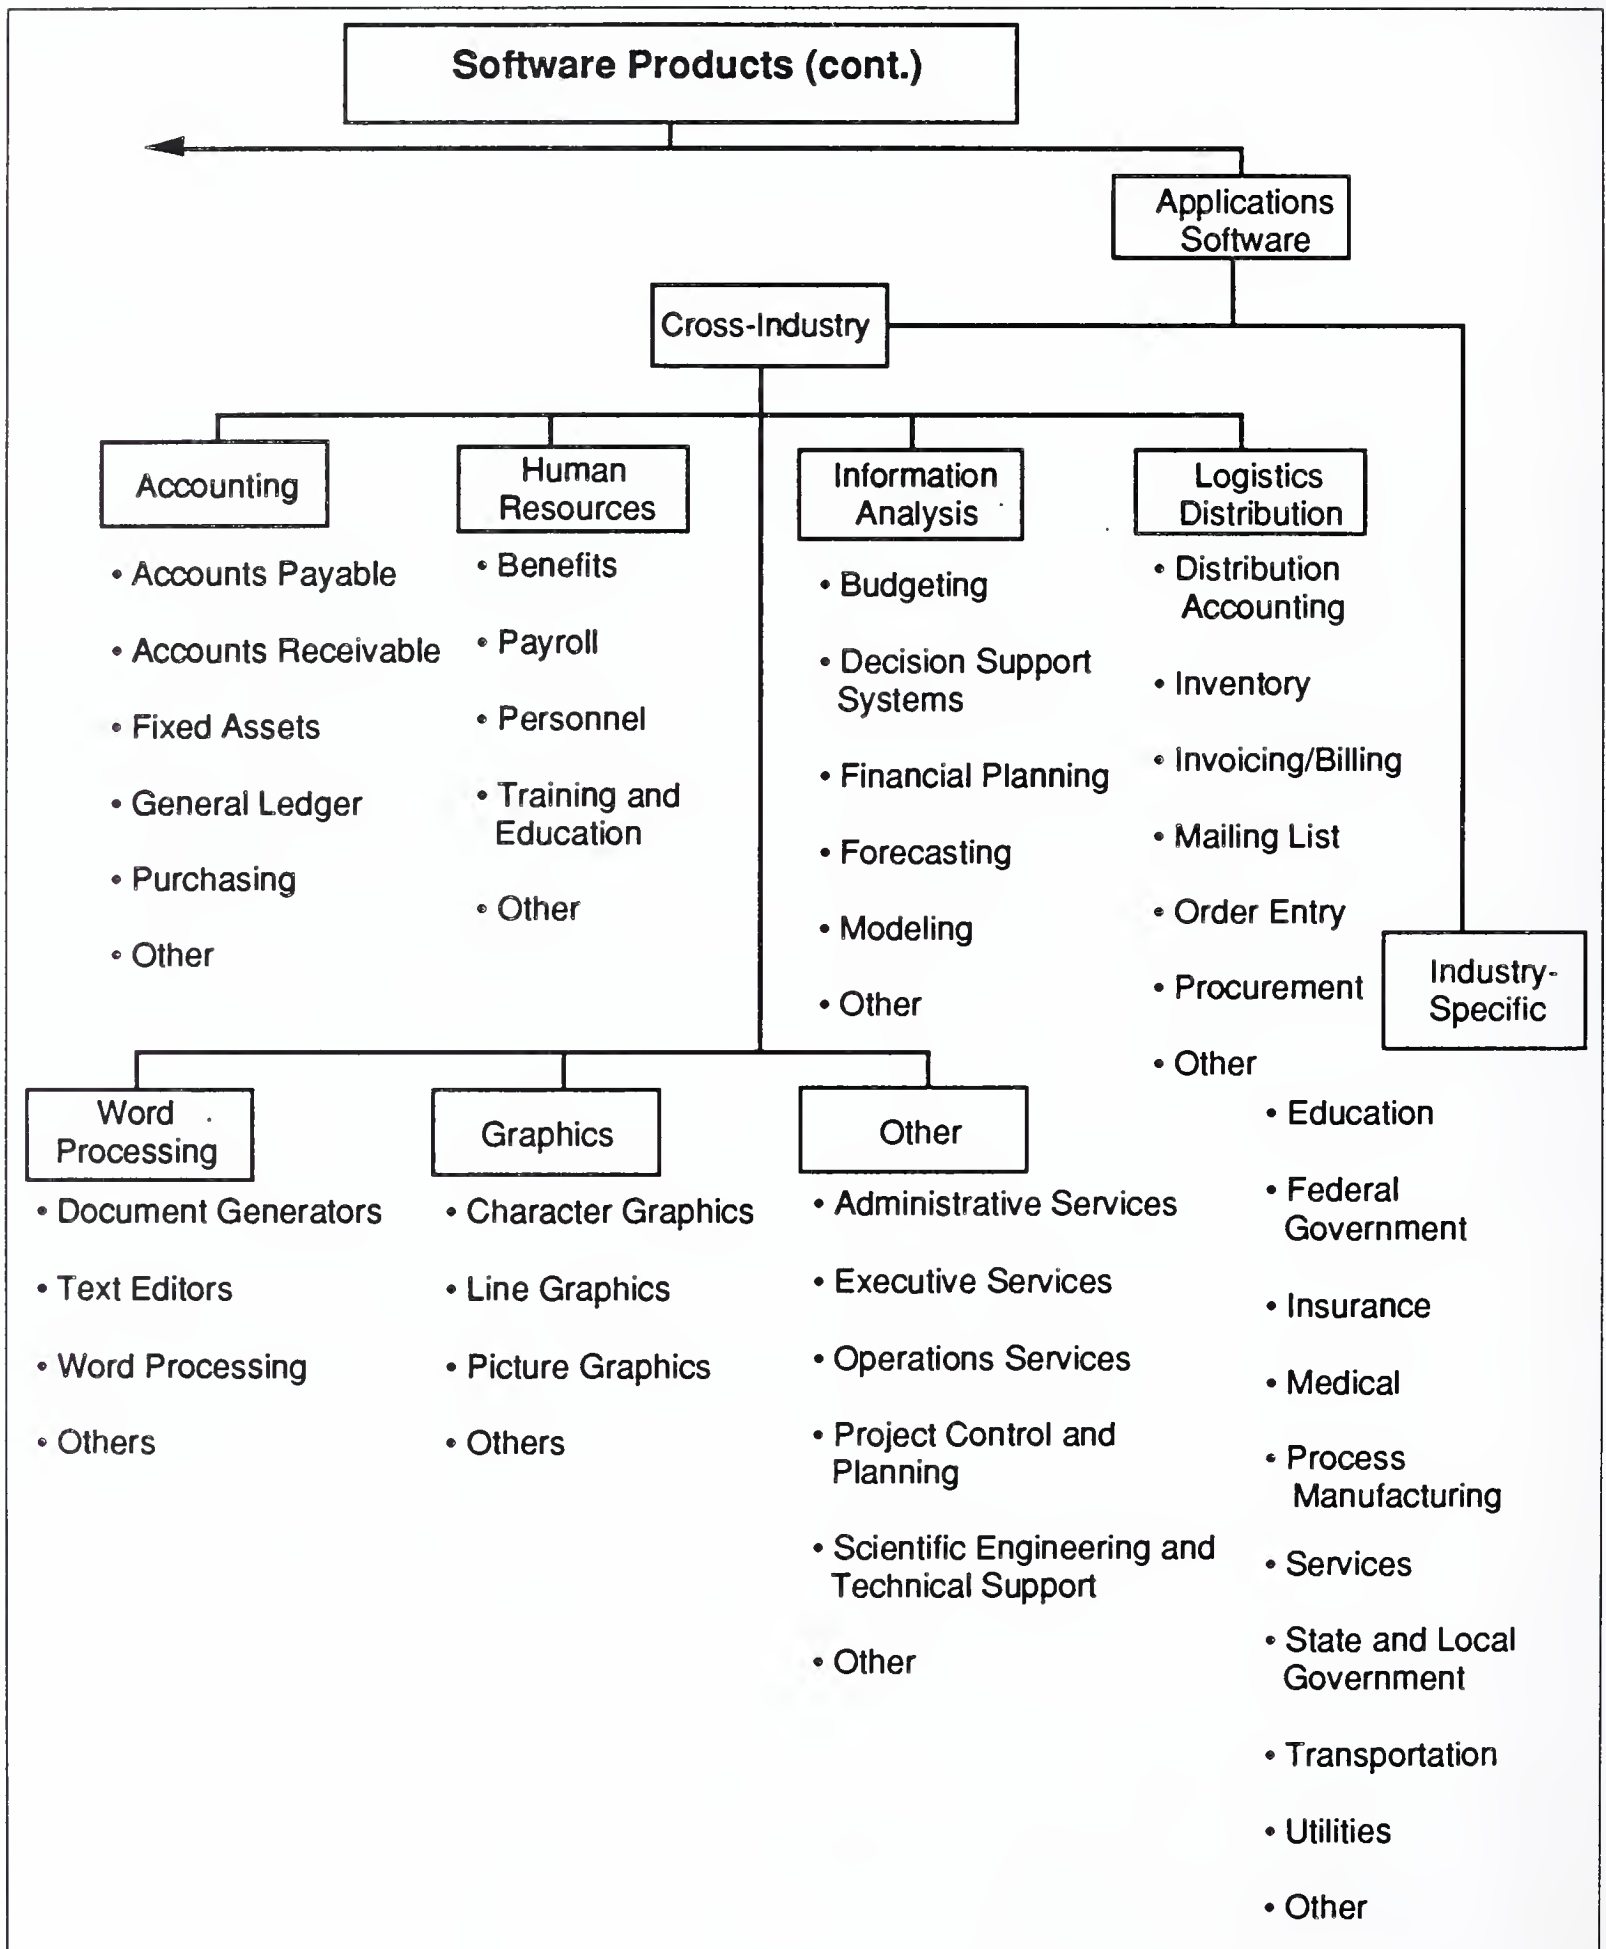 Software Products (cont.)
Applications
Software
Cross-Industry
Accounting
• Accounts Payable
• Accounts Receivable
• Fixed Assets
• General Ledger
• Purchasing
• Other
Human
Resources
• Benefits
• Payroll
• Personnel
• Training and
Education
• Other
Information
Analysis
• Budgeting
• Decision Support
Systems
• Financial Planning
• Forecasting
• Modeling
• Other
Logistics
Distribution
• Distribution
Accounting
• Inventory
• Invoicing/Billing
• Mailing List
• Order Entry
• Procurement
• Other
Word
Processing
• Document Generators
• Text Editors
• Word Processing
• Others
Graphics
• Character Graphics
• Line Graphics
• Picture Graphics
• Others
Other
• Administrative Services
• Executive Services
• Operations Services
• Project Control and
Planning
• Scientific Engineering and
Technical Support
• Other
Industry-
Specific
• Education
• Federal
Government
• Insurance
• Medical
• Process
Manufacturing
• Services
• State and Local
Government
• Transportation
• Utilities
• Other